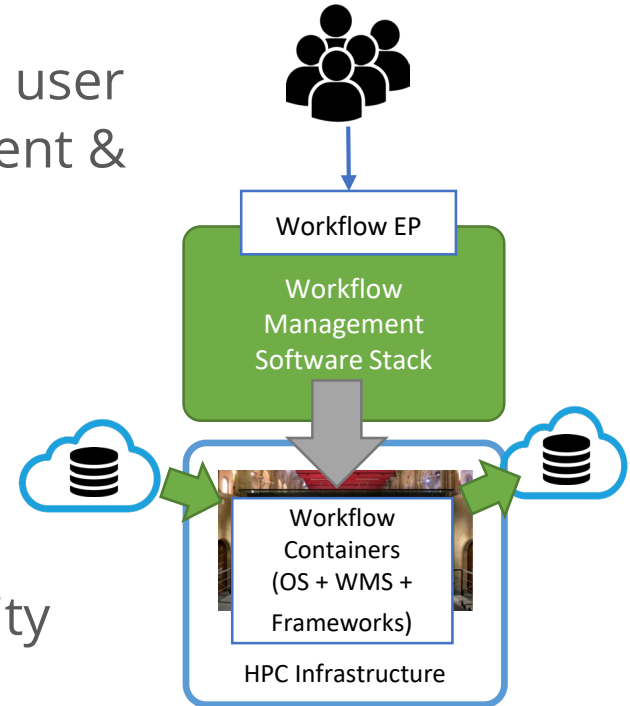 user
ent &
ity
Workflow EP
Workflow
Management
Software Stack
Workflow
Containers
(OS + WMS +
Frameworks)
HPC Infrastructure